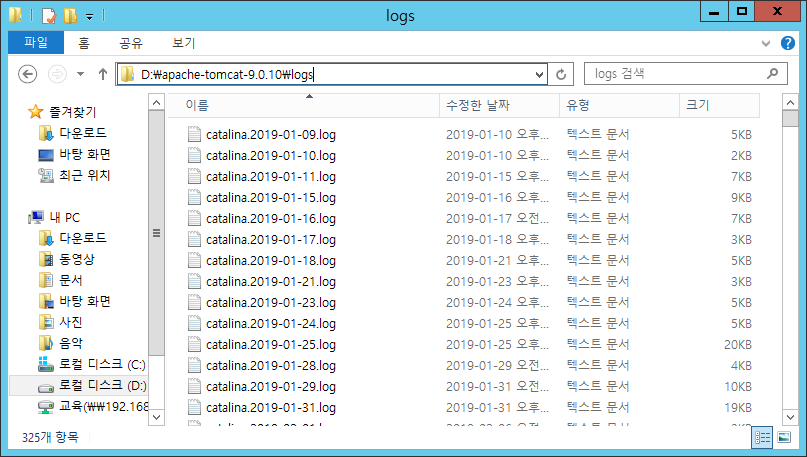 logs
파일 홈 공유 보기
D:₩apache-tomcat-9.0.10₩logs
logs 검색
즐겨찾기
다운로드
바탕 화면
최근 위치
내 PC
다운로드
동영상
문서
바탕 화면
사진
음악
로컬 디스크 (C:)
로컬 디스크 (D:)
교육(₩₩192.168
이름 수정한 날짜 유형 크기
catalina.2019-01-09.log 2019-01-10 오후... 텍스트 문서 5KB
catalina.2019-01-10.log 2019-01-10 오후... 텍스트 문서 2KB
catalina.2019-01-11.log 2019-01-15 오후... 텍스트 문서 7KB
catalina.2019-01-15.log 2019-01-16 오후... 텍스트 문서 9KB
catalina.2019-01-16.log 2019-01-17 오전... 텍스트 문서 7KB
catalina.2019-01-17.log 2019-01-18 오후... 텍스트 문서 3KB
catalina.2019-01-18.log 2019-01-21 오후... 텍스트 문서 5KB
catalina.2019-01-21.log 2019-01-23 오후... 텍스트 문서 3KB
catalina.2019-01-23.log 2019-01-24 오후... 텍스트 문서 5KB
catalina.2019-01-24.log 2019-01-25 오후... 텍스트 문서 5KB
catalina.2019-01-25.log 2019-01-25 오후... 텍스트 문서 20KB
catalina.2019-01-28.log 2019-01-29 오전... 텍스트 문서 4KB
catalina.2019-01-29.log 2019-01-31 오전... 텍스트 문서 10KB
catalina.2019-01-31.log 2019-01-31 오후... 텍스트 문서 19KB
325개 항목